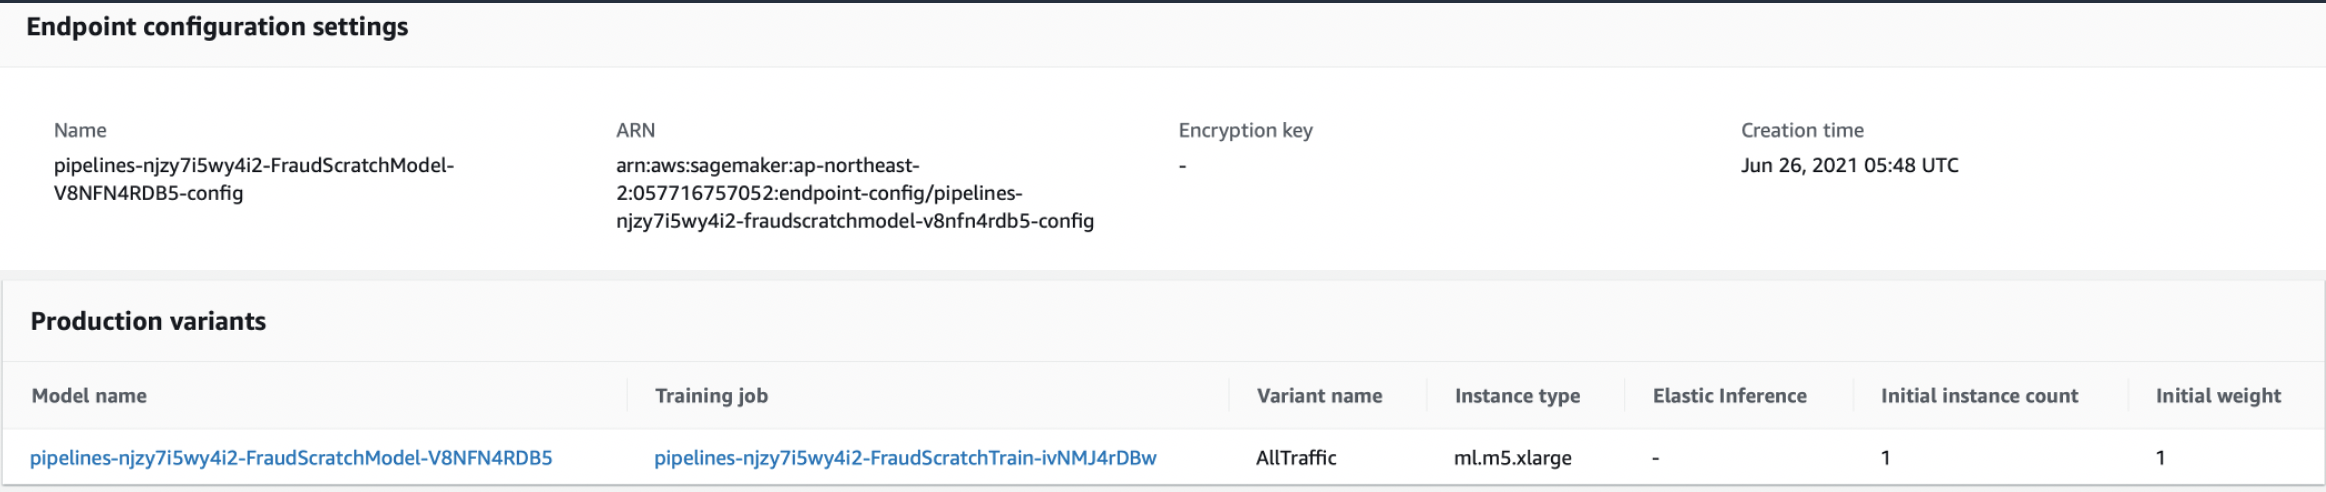 Endpoint configuration settings
Name
pipelines-njzy7i5wy4i2-FraudScratchModel-
V8NFN4RDB5-config
ARN
arn:aws:sagemaker:ap-northeast-
2:057716757052:endpoint-config/pipelines-
njzy7i5wy4i2-fraudscratchmodel-v8nfn4rdb5-config
Encryption key
-
Creation time
Jun 26, 2021 05:48 UTC
Production variants
Model name Training job Variant name Instance type Elastic Inference Initial instance count Initial weight
pipelines-njzy7i5wy4i2-FraudScratchModel-V8NFN4RDB5 pipelines-njzy7i5wy4i2-FraudScratchTrain-ivNMJ4rDBw AllTraffic ml.m5.xlarge - 1 1